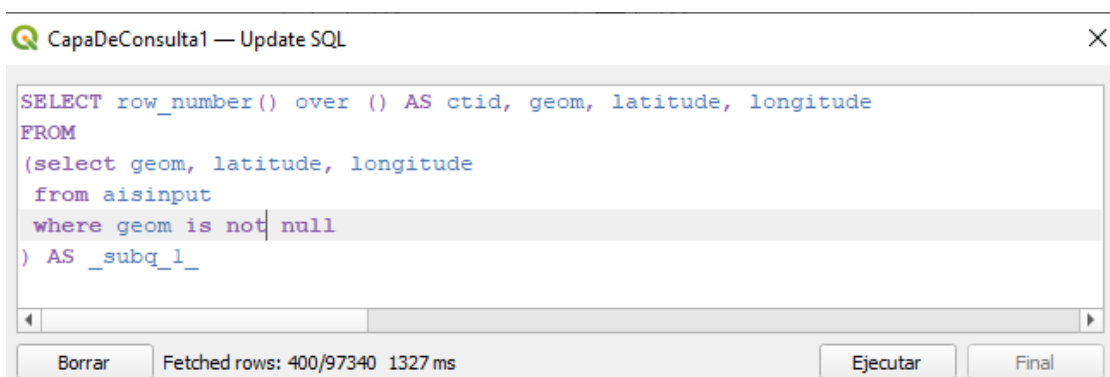 CapaDeConsulta1 — Update SQL
SELECT row_number() over () AS ctid, geom, latitude, longitude
FROM
(select geom, latitude, longitude
from aisinput
where geom is not null
) AS _subq_1_
Borrar Fetched rows: 400/97340 1327 ms Ejecutar Final